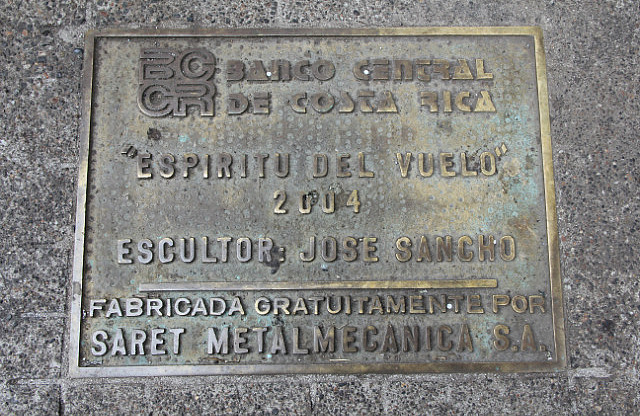 BCCR BANCO CENTRAL
DE COSTA RICA
"ESPIRITU DEL VUELO"
2004
ESCULTOR: JOSE SANCHO
FABRICADA GRATUITAMENTE POR
SARET METALMECANICA S.A.